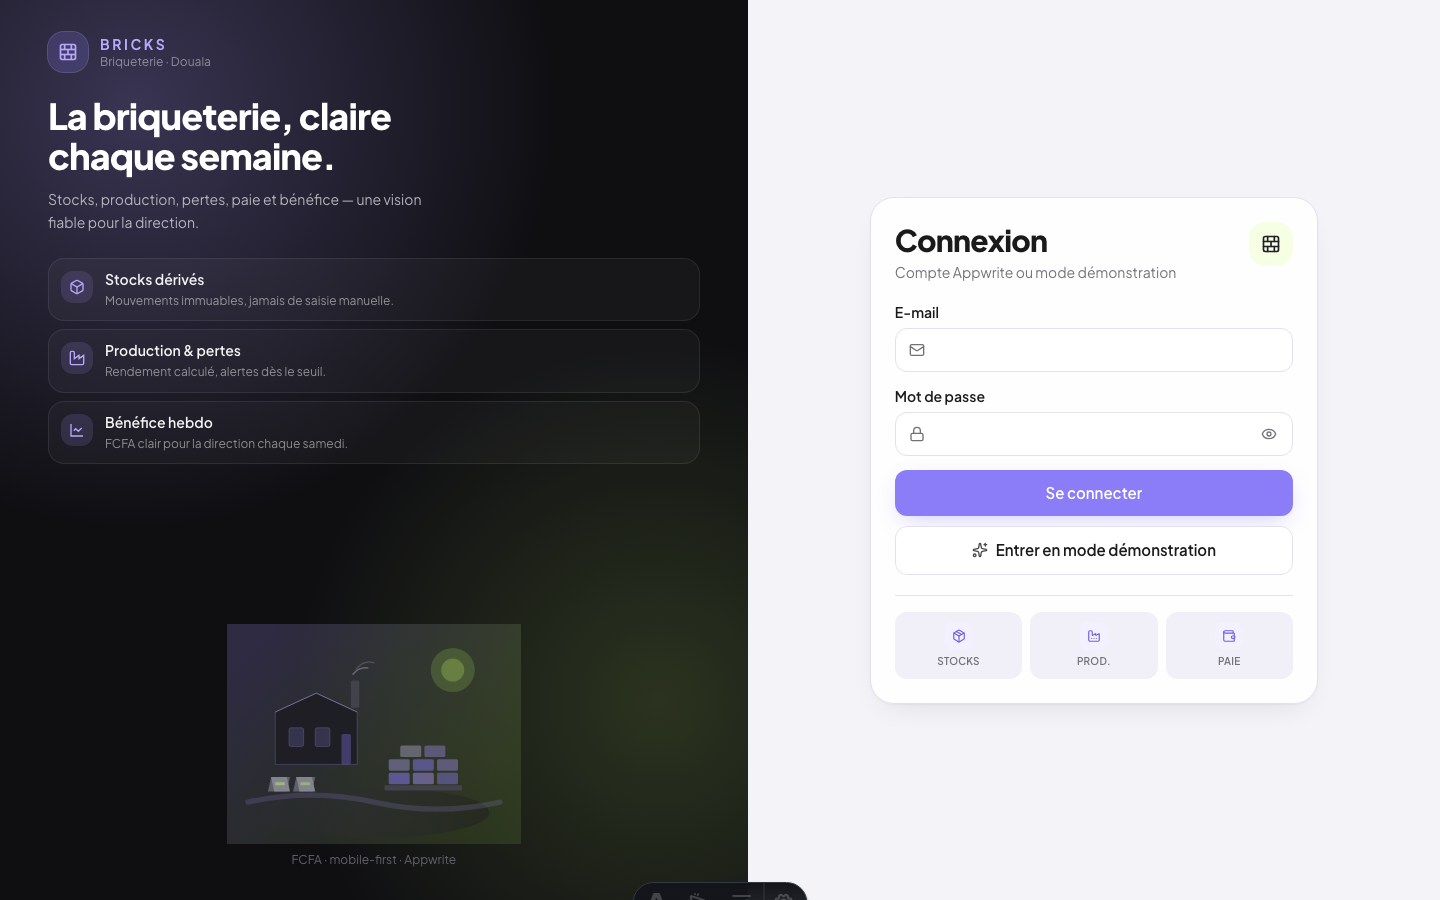 BRICKS
Briqueterie · Douala
La briqueterie, claire
chaque semaine.
Stocks, production, pertes, paie et bénéfice — une vision
fiable pour la direction.
Stocks dérivés
Mouvements immuables, jamais de saisie manuelle.
Production & pertes
Rendement calculé, alertes dès le seuil.
Bénéfice hebdo
FCFA clair pour la direction chaque samedi.
FCFA · mobile-first · Appwrite
Connexion
Compte Appwrite ou mode démonstration
E-mail
Mot de passe
Se connecter
Entrer en mode démonstration
STOCKS
PROD.
PAIE